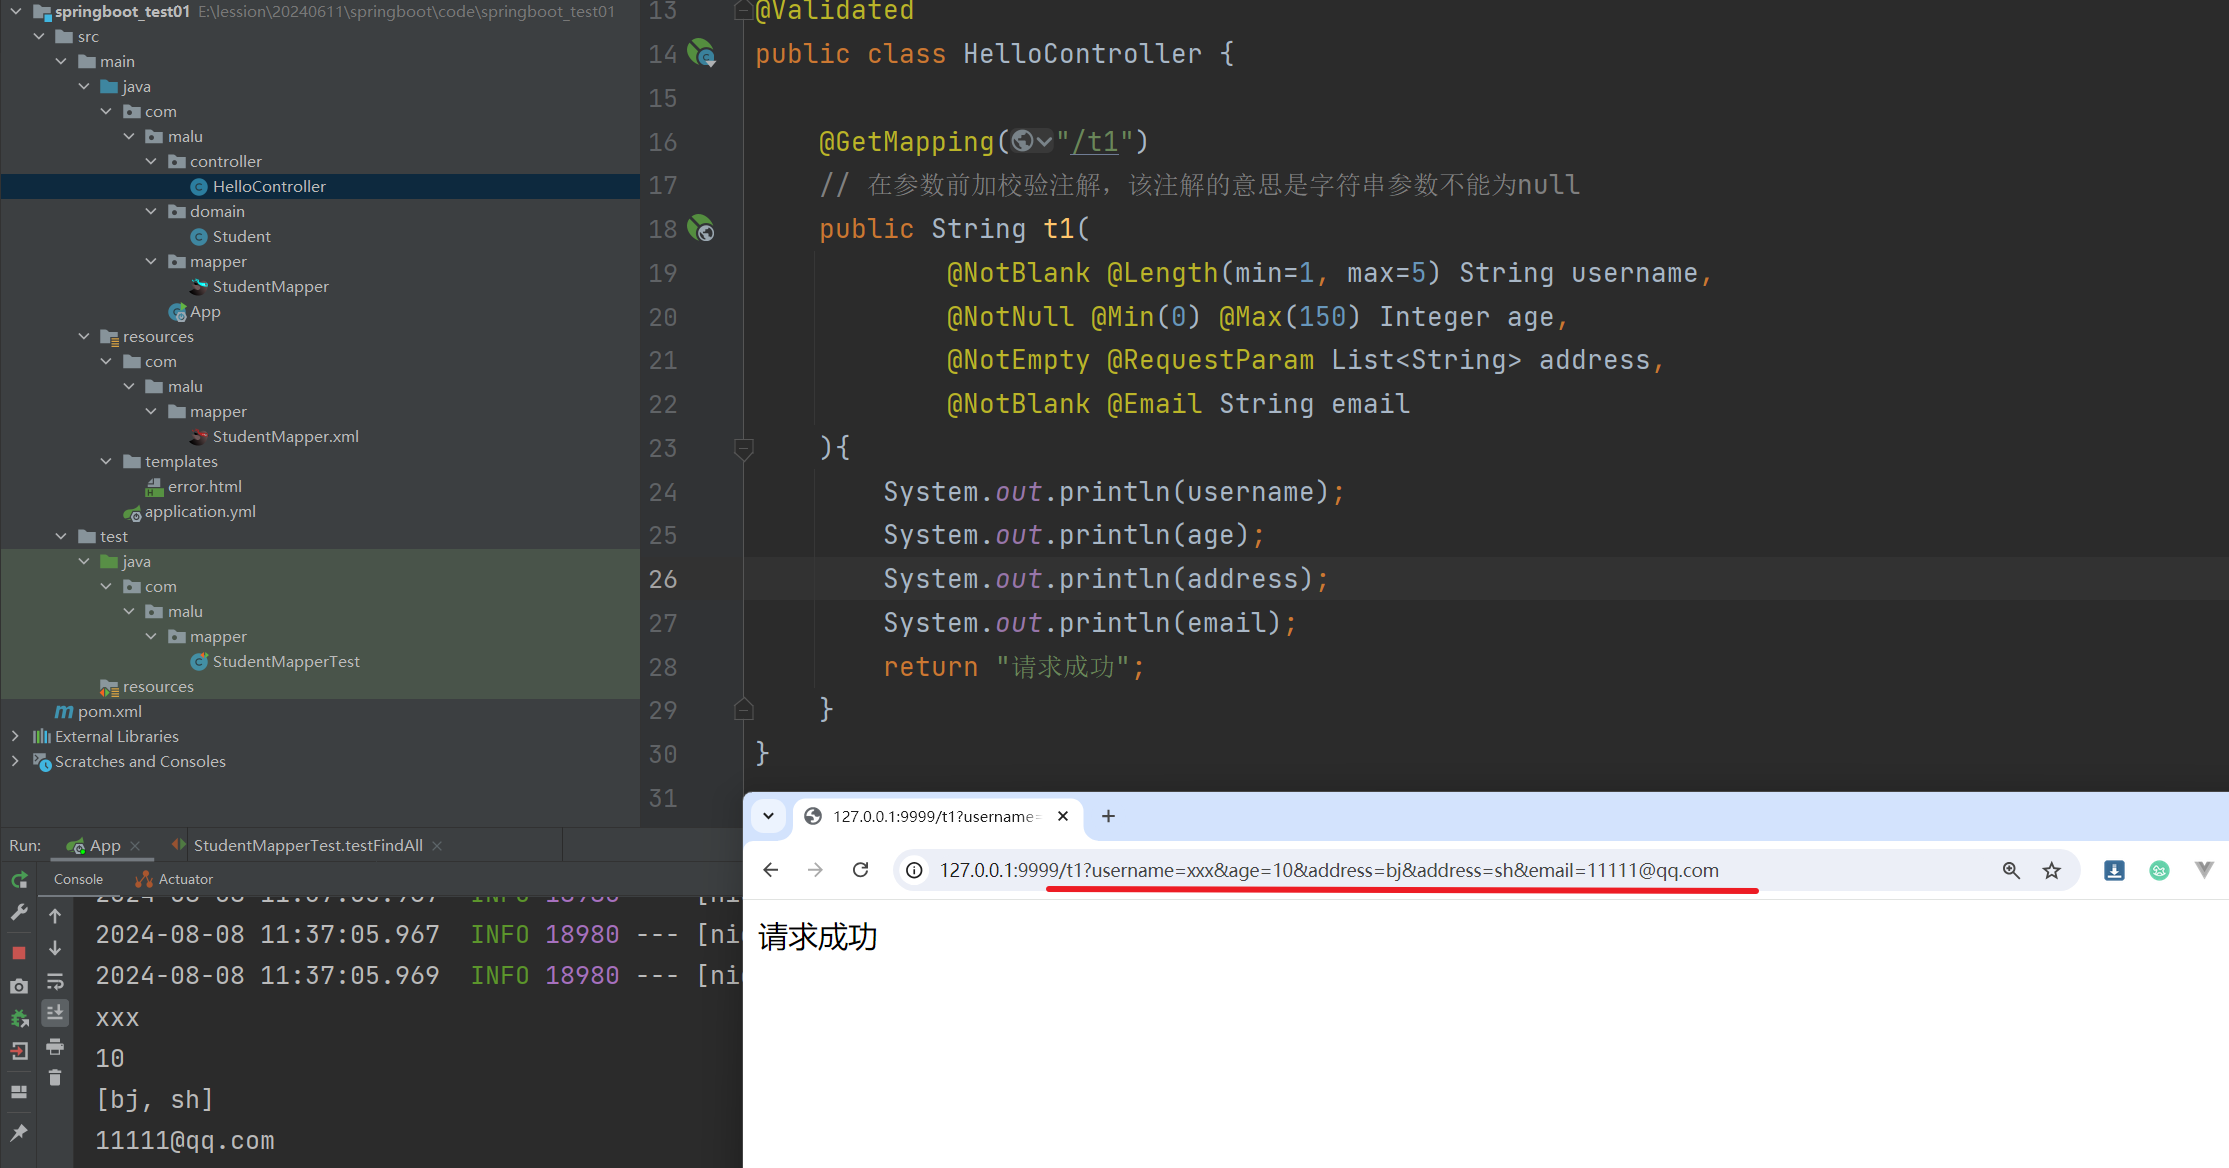 springboot_test01 E:\lession\20240611\springboot\code\springboot_test01
src
main
java
com
malu
controller
HelloController
domain
Student
mapper
StudentMapper
App
resources
com
malu
mapper
StudentMapper.xml
templates
error.html
application.yml
test
java
com
malu
mapper
StudentMapperTest
resources
pom.xml
External Libraries
Scratches and Consoles
13 @Validated
14 public class HelloController {
15
16 @GetMapping("/t1")
17 // 在参数前加校验注解，该注解的意思是字符串参数不能为null
18 public String t1(
19 @NotBlank @Length(min=1, max=5) String username,
20 @NotNull @Min(0) @Max(150) Integer age,
21 @NotEmpty @RequestParam List<String> address,
22 @NotBlank @Email String email
23 ){
24 System.out.println(username);
25 System.out.println(age);
26 System.out.println(address);
27 System.out.println(email);
28 return "请求成功";
29 }
30 }
31
Run: App StudentMapperTest.testFindAll
Console Actuator
2024-08-08 11:37:05.967 INFO 18980 --- [ni
2024-08-08 11:37:05.969 INFO 18980 --- [ni
xxx
10
[bj, sh]
11111@qq.com
127.0.0.1:9999/t1?username=
127.0.0.1:9999/t1?username=xxx&age=10&address=bj&address=sh&email=11111@qq.com
请求成功